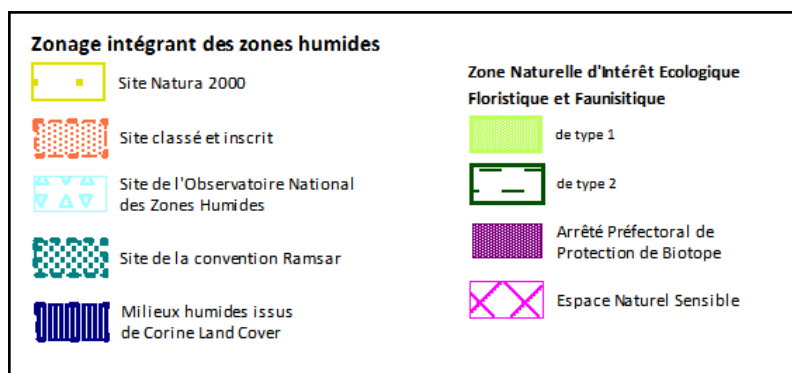 Zonage intégrant des zones humides
Site Natura 2000
Site classé et inscrit
Site de l'Observatoire National
des Zones Humides
Site de la convention Ramsar
Milieux humides issus
de Corine Land Cover
Zone Naturelle d'Intérêt Ecologique
Floristique et Faunisitique
de type 1
de type 2
Arrêté Préfectoral de
Protection de Biotope
Espace Naturel Sensible